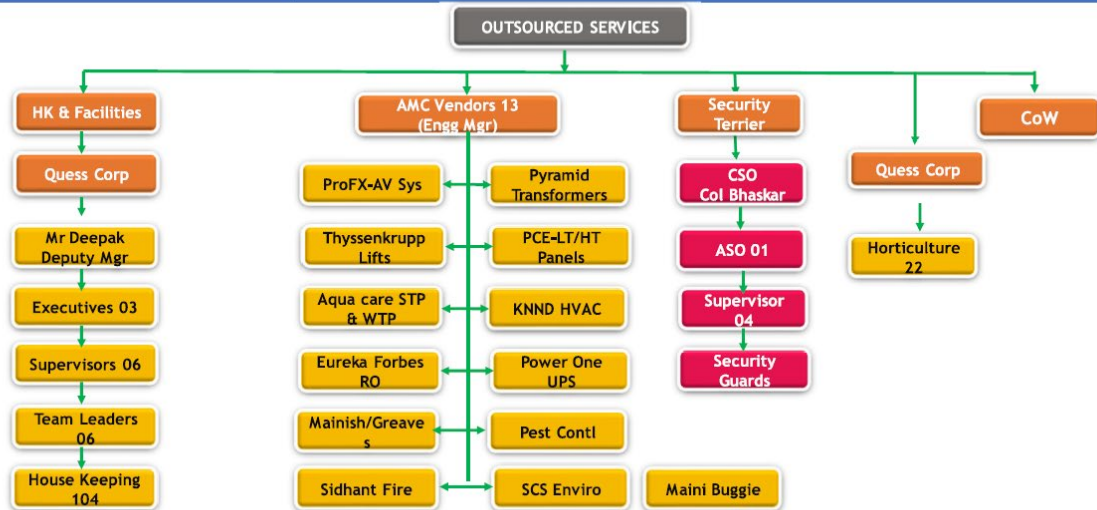 OUTSOURCED SERVICES
HK & Facilities
Quess Corp
Mr Deepak
Deputy Mgr
Executives 03
Supervisors 06
Team Leaders
06
House Keeping
104
AMC Vendors 13
(Engg Mgr)
ProFX-AV Sys
Pyramid
Transformers
Thyssenkrupp
Lifts
PCE-LT/HT
Panels
Aqua care STP
& WTP
KNND HVAC
Eureka Forbes
RO
Power One
UPS
Mainish/Greave
s
Pest Contl
Sidhant Fire
SCS Enviro
Maini Buggie
Security
Terrier
CSO
Col Bhaskar
ASO 01
Supervisor
04
Security
Guards
Quess Corp
Horticulture
22
CoW